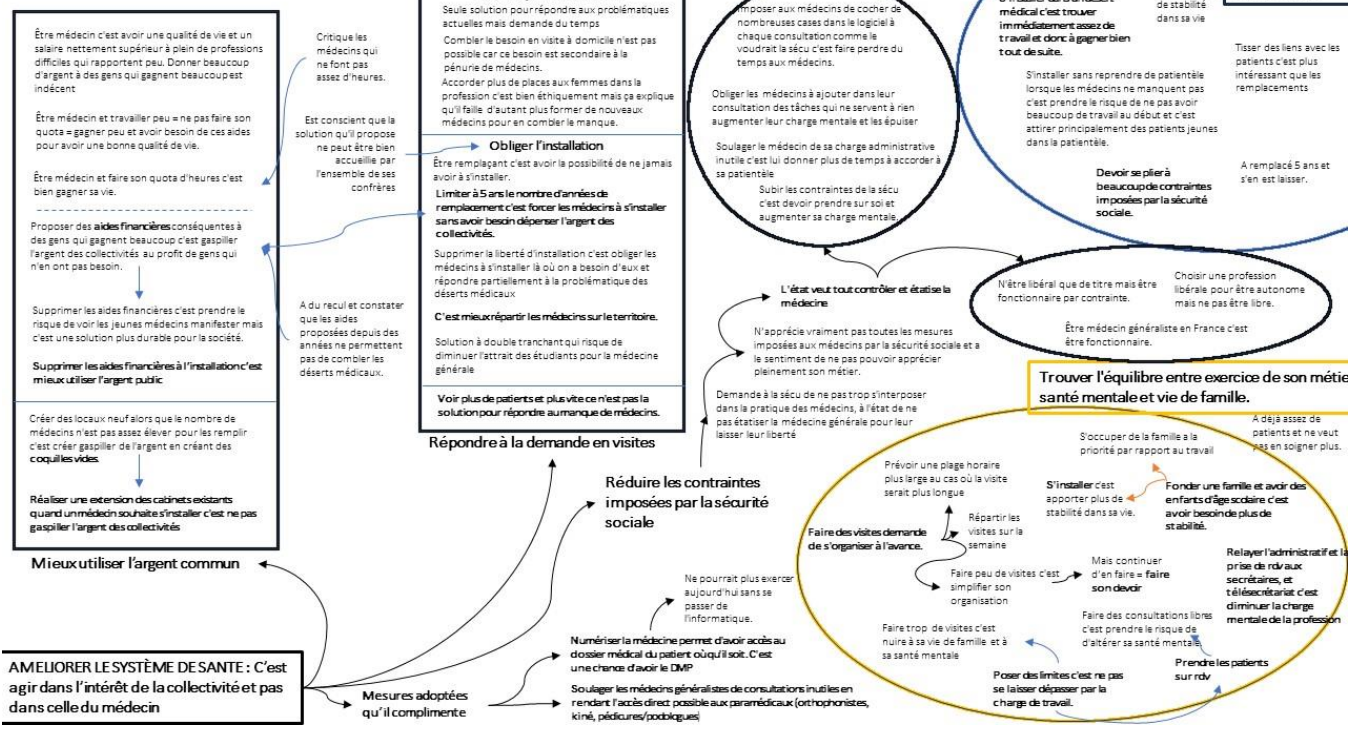 Être médecin c'est avoir une qualité de vie et un
salaire nettement supérieur à plein de professions
difficiles qui rapportent peu. Donner beaucoup
d'argent à des gens qui gagnent beaucoup est
indécent
Être médecin et travailler peu = ne pas faire son
quota = gagner peu et avoir besoin de ces aides
pour avoir une bonne qualité de vie.
Être médecin et faire son quota d'heures c'est
bien gagner sa vie.
Proposer des aides financières conséquentes à
des gens qui gagnent beaucoup c'est gaspiller
l'argent des collectivités au profit de gens qui
n'en ont pas besoin.
Supprimer les aides financières c'est prendre le
risque de voir les jeunes médecins manifester mais
c'est une solution plus durable pour la société.
Supprimer les aides financières à l'installation c'est
mieux utiliser l'argent public
Créer des locaux neuf alors que le nombre de
médecins n'est pas assez élever pour les remplir
c'est créer gaspiller de l'argent en créant des
coquilles vides.
Réaliser une extension des cabinets existants
quand un médecin souhaite s'installer c'est ne pas
gaspiller l'argent des collectivités
Mieux utiliser l'argent commun
Critique les
médecins qui
ne font pas
assez d'heures.
Est conscient que la
solution qu'il propose
ne peut être bien
accueillie par
l'ensemble de ses
confrères
A du recul et constater
que les aides
proposées depuis des
années ne permettent
pas de combler les
déserts médicaux.
Seule solution pour répondre aux problématiques
actuelles mais demande du temps
Combler le besoin en visite à domicile n'est pas
possible car ce besoin est secondaire à la
pénurie de médecins.
Accorder plus de places aux femmes dans la
profession c'est bien éthiquement mais ça explique
qu'il faille d'autant plus former de nouveaux
médecins pour en combler le manque.
Obliger l'installation
Être remplaçant c'est avoir la possibilité de ne jamais
avoir à s'installer.
Limiter à 5 ans le nombre d'années de
remplacement c'est forcer les médecins à s'installer
sans avoir besoin dépenser l'argent des
collectivités.
Supprimer la liberté d'installation c'est obliger les
médecins à s'installer là où on a besoin d'eux et
répondre partiellement à la problématique des
déserts médicaux
C'est mieux répartir les médecins sur le territoire.
Solution à double tranchant qui risque de
diminuer l'attrait des étudiants pour la médecine
générale
Voir plus de patients et plus vite ce n'est pas la
solution pour répondre au manque de médecins.
Répondre à la demande en visites
imposer aux médecins de cocher de
nombreuses cases dans le logiciel à
chaque consultation comme le
voudrait la sécu c'est faire perdre du
temps aux médecins.
Obliger les médecins à ajouter dans leur
consultation des tâches qui ne servent à rien
augmenter leur charge mentale et les épuiser
Soulager le médecin de sa charge administrative
inutile c'est lui donner plus de temps à accorder à
sa patientèle
Subir les contraintes de la sécu
c'est devoir prendre sur soi et
augmenter sa charge mentale
L'état veut tout contrôler et étatise la
médecine
N'apprécie vraiment pas toutes les mesures
imposées aux médecins par la sécurité sociale et a
le sentiment de ne pas pouvoir apprécier
pleinement son métier.
Demande à la sécu de ne pas trop s'interposer
dans la pratique des médecins, à l'état de ne
pas étatiser la médecine générale pour leur
laisser leur liberté
Réduire les contraintes
imposées par la sécurité
sociale
médical c'est trouver
immédiatement assez de
travail et donc à gagner bien
tout de suite.
de stabilité
dans sa vie
Tisser des liens avec les
patients c'est plus
intéressant que les
remplacements
S'installer sans reprendre de patientèle
lorsque les médecins ne manquent pas
c'est prendre le risque de ne pas avoir
beaucoup de travail au début et c'est
attirer principalement des patients jeunes
dans la patientèle.
Devoir se plier à
beaucoup de contraintes
imposées par la sécurité
sociale.
A remplacé 5 ans et
s'en est laisser.
N'être libéral que de titre mais être
fonctionnaire par contrainte.
Choisir une profession
libérale pour être autonome
mais ne pas être libre.
Être médecin généraliste en France c'est
être fonctionnaire.
Trouver l'équilibre entre exercice de son métie
santé mentale et vie de famille.
A déjà assez de
patients et ne veut
pas en soigner plus.
S'occuper de la famille a la
priorité par rapport au travail
Prévoir une plage horaire
plus large au cas où la visite
serait plus longue
S'installer c'est
apporter plus de
stabilité dans sa vie.
Fonder une famille et avoir des
enfants d'âge scolaire c'est
avoir besoin de plus de
stabilité.
Répartir les
visites sur la
semaine
Faire des visites demande
de s'organiser à l'avance.
Faire peu de visites c'est
simplifier son
organisation
Mais continuer
d'en faire = faire
son devoir
Relayer l'administratif et la
prise de rdv aux
secrétaires, et
télésecrétariat c'est
diminuer la charge
mentale de la profession
Faire des consultations libres
c'est prendre le risque de
d'altérer sa santé mentale
Faire trop de visites c'est
nuire à sa vie de famille et à
sa santé mentale
Prendre les patients
sur rdv
Poser des limites c'est ne pas
se laisser dépasser par la
charge de travail.
Ne pourrait plus exercer
aujourd'hui sans se
passer de
l'informatique.
Numériser la médecine permet d'avoir accès au
dossier médical du patient où qu'il soit. C'est
une chance d'avoir le DMP
Soulager les médecins généralistes de consultations inutiles en
rendant l'accès direct possible aux paramédicaux (orthophonistes,
kiné, pédicures/podologues)
Mesures adoptées
qu'il complimente
AMELIORER LE SYSTÈME DE SANTE : C'est
agir dans l'intérêt de la collectivité et pas
dans celle du médecin